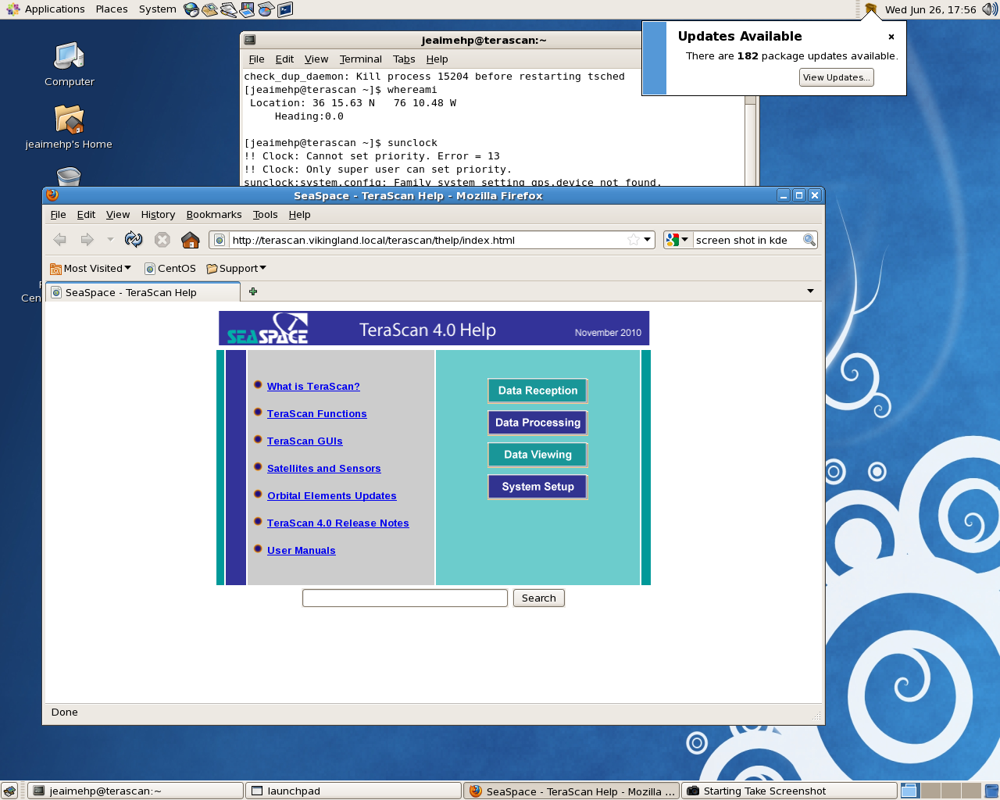 Applications Places System
Wed Jun 26, 17:56
Updates Available
There are 182 package updates available.
View Updates...
Computer
jeaimehp's Home
Cen
jeaimehp@terascan:~
File Edit View Terminal Tabs Help
check_dup_daemon: Kill process 15204 before restarting tsched
[jeaimehp@terascan ~]$ whereami
Location: 36 15.63 N 76 10.48 W
Heading:0.0
[jeaimehp@terascan ~]$ sunclock
!! Clock: Cannot set priority. Error = 13
!! Clock: Only super user can set priority.
sunclock:system.config: Family system setting gps.device not found.
SeaSpace - TeraScan Help - Mozilla Firefox
File Edit View History Bookmarks Tools Help
http://terascan.vikingland.local/terascan/thelp/index.html
screen shot in kde
Most Visited CentOS Support
SeaSpace - TeraScan Help
SEASPACE TeraScan 4.0 Help November 2010
What is TeraScan?
TeraScan Functions
TeraScan GUIs
Satellites and Sensors
Orbital Elements Updates
TeraScan 4.0 Release Notes
User Manuals
Data Reception
Data Processing
Data Viewing
System Setup
Search
Done
jeaimehp@terascan:~
launchpad
SeaSpace - TeraScan Help - Mozilla ...
Starting Take Screenshot